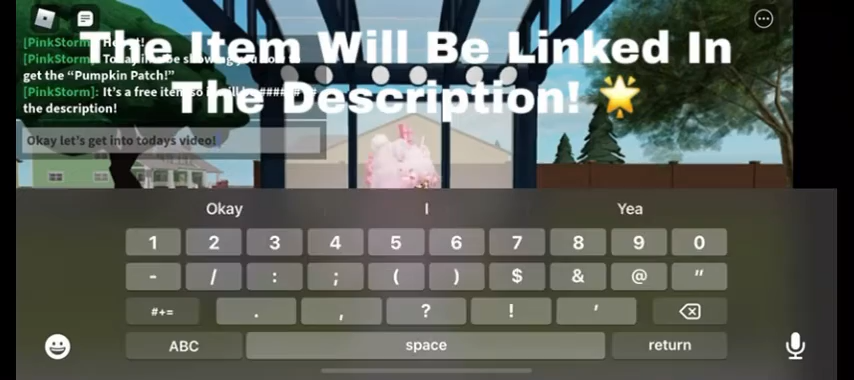 The Item Will Be Linked In
The Description! 🌟
[PinkStorm]:
[PinkStorm]:
get the “Pumpkin Patch!”
[PinkStorm]: It’s a free item
the description!
Okay let’s get into todays video!
Okay I Yea
1 2 3 4 5 6 7 8 9 0
- / : ; ( ) $ & @ "
#+= . , ? ! ’
ABC space return